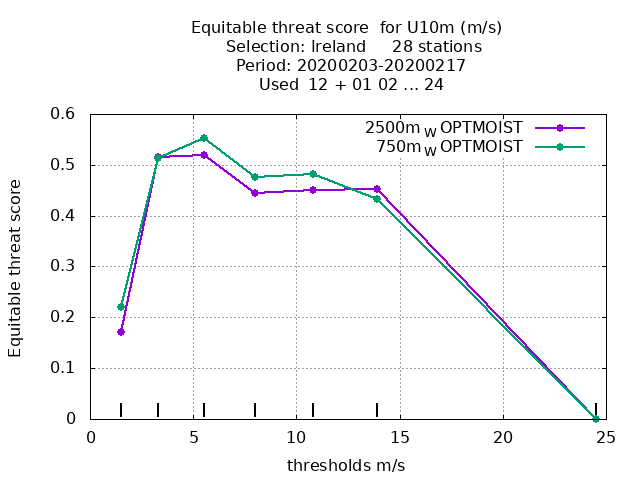 Equitable threat score  for U10m (m/s)
Selection: Ireland     28 stations
Period: 20200203-20200217
Used  12 + 01 02 ... 24
2500m W OPTMOIST
750m W OPTMOIST
Equitable threat score
0.6
0.5
0.4
0.3
0.2
0.1
0
0 5 10 15 20 25
thresholds m/s